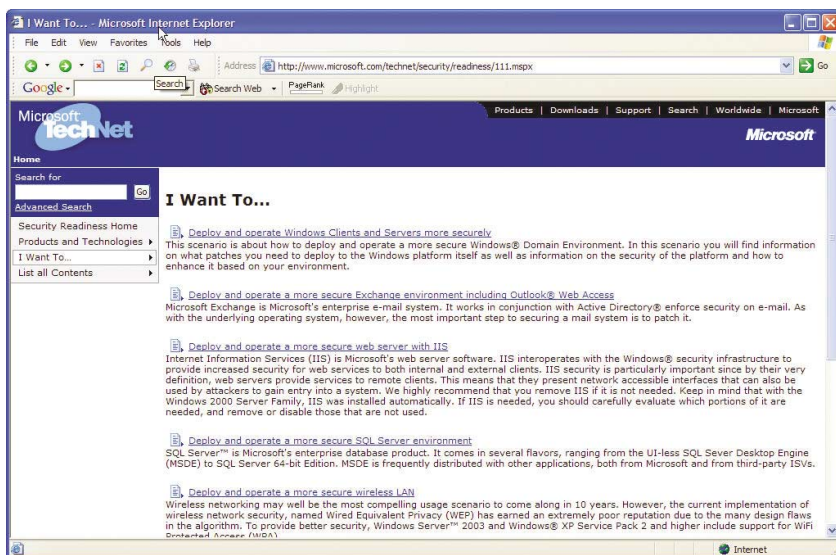 I Want To... - Microsoft Internet Explorer
File Edit View Favorites Tools Help
Address http://www.microsoft.com/technet/security/readiness/111.mspx Go
Search
Google Search Web PageRank Highlight
Products | Downloads | Support | Search | Worldwide | Microsoft
Microsoft TechNet
Microsoft
Home
Search for
Go
Advanced Search
Security Readiness Home
Products and Technologies
I Want To...
List all Contents
I Want To...
Deploy and operate Windows Clients and Servers more securely
This scenario is about how to deploy and operate a more secure Windows® Domain Environment. In this scenario you will find information
on what patches you need to deploy to the Windows platform itself as well as information on the security of the platform and how to
enhance it based on your environment.
Deploy and operate a more secure Exchange environment including Outlook® Web Access
Microsoft Exchange is Microsoft's enterprise e-mail system. It works in conjunction with Active Directory® enforce security on e-mail. As
with the underlying operating system, however, the most important step to securing a mail system is to patch it.
Deploy and operate a more secure web server with IIS
Internet Information Services (IIS) is Microsoft's web server software. IIS interoperates with the Windows® security infrastructure to
provide increased security for web services to both internal and external clients. IIS security is particularly important since by their very
definition, web servers provide services to remote clients. This means that they present network accessible interfaces that can also be
used by attackers to gain entry into a system. We highly recommend that you remove IIS if it is not needed. Keep in mind that with the
Windows 2000 Server Family, IIS was installed automatically. If IIS is needed, you should carefully evaluate which portions of it are
needed, and remove or disable those that are not used.
Deploy and operate a more secure SQL Server environment
SQL Server™ is Microsoft's enterprise database product. It comes in several flavors, ranging from the UI-less SQL Sever Desktop Engine
(MSDE) to SQL Server 64-bit Edition. MSDE is frequently distributed with other applications, both from Microsoft and from third-party ISVs.
Deploy and operate a more secure wireless LAN
Wireless networking may well be the most compelling usage scenario to come along in 10 years. However, the current implementation of
wireless network security, named Wired Equivalent Privacy (WEP) has earned an extremely poor reputation due to the many design flaws
in the algorithm. To provide better security, Windows Server™ 2003 and Windows® XP Service Pack 2 and higher include support for WiFi
Protected Access (WPA)
Internet